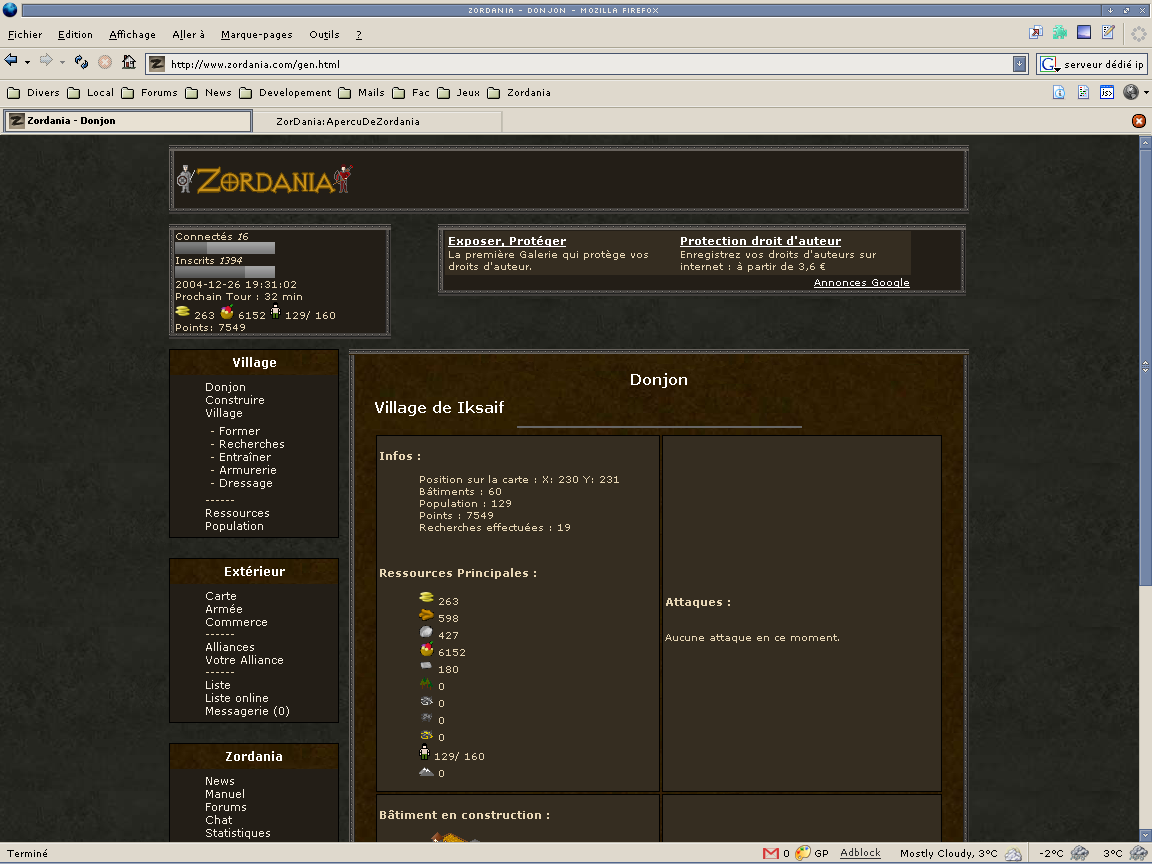 ZORDANIA - DONJON - MOZILLA FIREFOX
Fichier Edition Affichage Aller à Marque-pages Outils ?
http://www.zordania.com/gen.html
G serveur dédié ip
Divers Local Forums News Developement Mails Fac Jeux Zordania
Zordania - Donjon
ZorDania:ApercuDeZordania
ZORDANIA
Connectés 16
Inscrits 1394
2004-12-26 19:31:02
Prochain Tour : 32 min
263 6152 129/ 160
Points: 7549
Exposer, Protéger
La première Galerie qui protège vos
droits d'auteur.
Protection droit d'auteur
Enregistrez vos droits d'auteurs sur
internet : à partir de 3,6 €
Annonces Google
Village
Donjon
Construire
Village
- Former
- Recherches
- Entraîner
- Armurerie
- Dressage
------
Ressources
Population
Extérieur
Carte
Armée
Commerce
------
Alliances
Votre Alliance
------
Liste
Liste online
Messagerie (0)
Zordania
News
Manuel
Forums
Chat
Statistiques
Donjon
Village de Iksaif
Infos :
Position sur la carte : X: 230 Y: 231
Bâtiments : 60
Population : 129
Points : 7549
Recherches effectuées : 19
Ressources Principales :
263
598
427
6152
180
0
0
0
0
129/ 160
0
Attaques :
Aucune attaque en ce moment.
Bâtiment en construction :
Terminé
0 GP Adblock Mostly Cloudy, 3°C -2°C 3°C